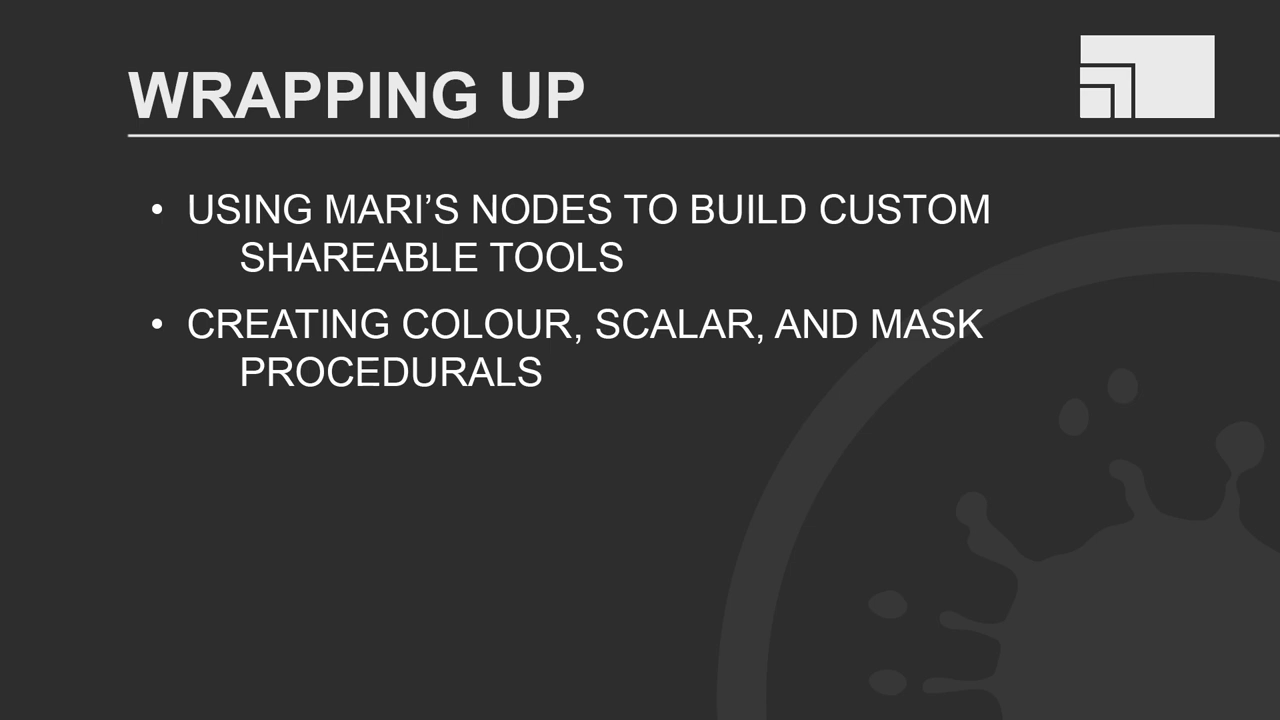 WRAPPING UP
• USING MARI’S NODES TO BUILD CUSTOM
SHAREABLE TOOLS
• CREATING COLOUR, SCALAR, AND MASK
PROCEDURALS